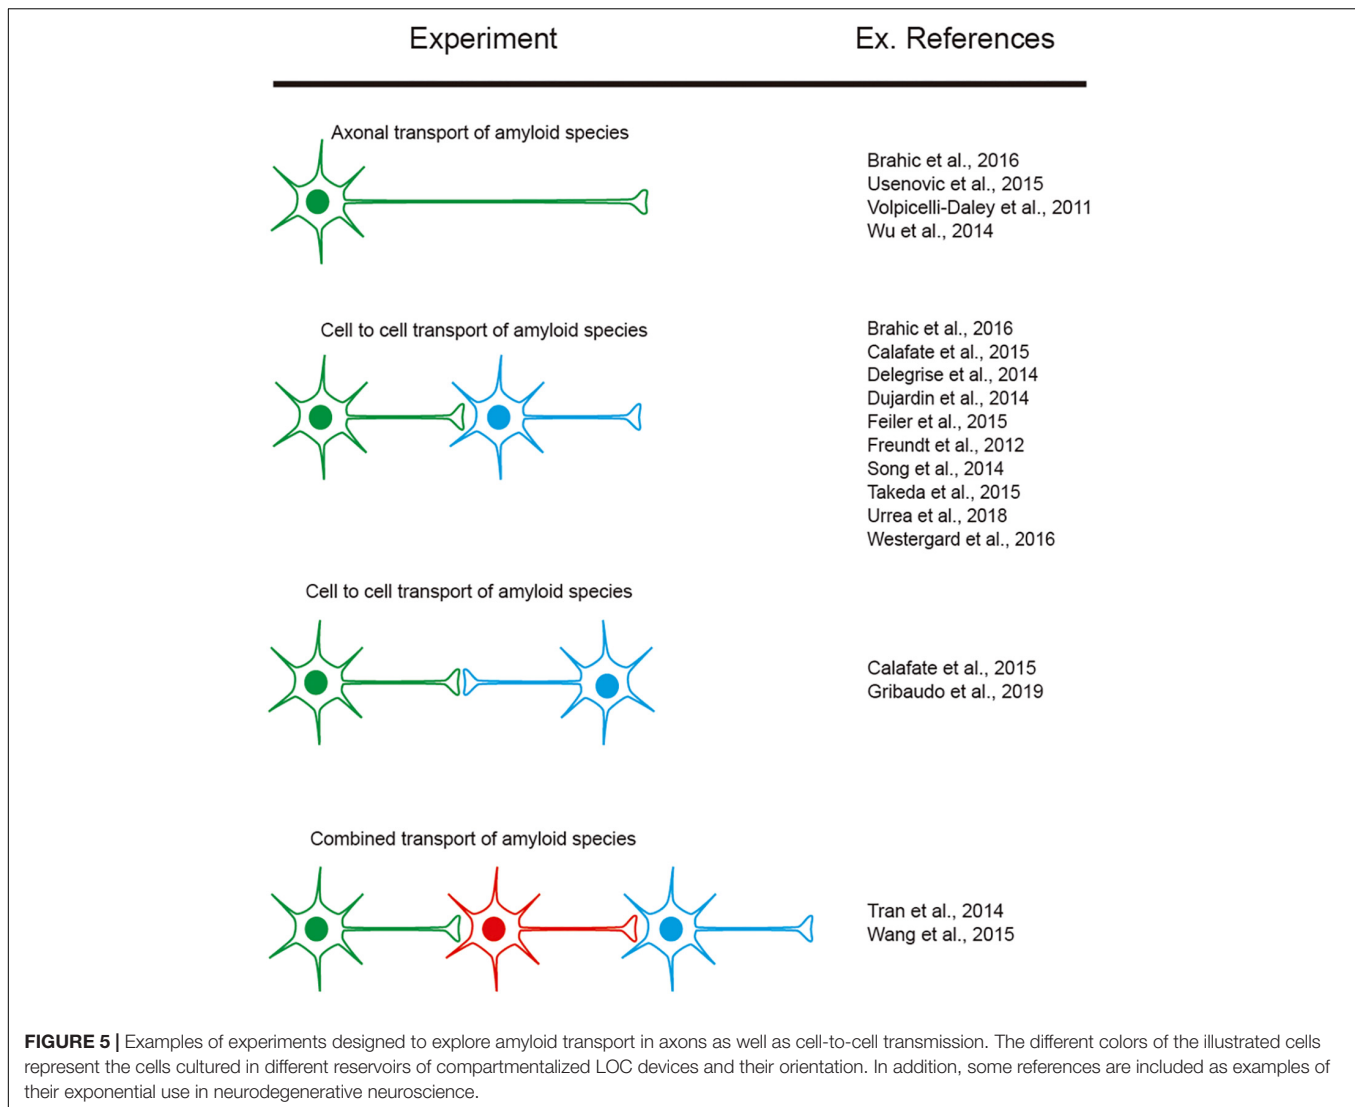 Experiment
Ex. References
Axonal transport of amyloid species
Brahic et al., 2016
Usenovic et al., 2015
Volpicelli-Daley et al., 2011
Wu et al., 2014
Cell to cell transport of amyloid species
Brahic et al., 2016
Calafate et al., 2015
Delegrise et al., 2014
Dujardin et al., 2014
Feiler et al., 2015
Freundt et al., 2012
Song et al., 2014
Takeda et al., 2015
Urrea et al., 2018
Westergard et al., 2016
Cell to cell transport of amyloid species
Calafate et al., 2015
Gribaudo et al., 2019
Combined transport of amyloid species
Tran et al., 2014
Wang et al., 2015
FIGURE 5 | Examples of experiments designed to explore amyloid transport in axons as well as cell-to-cell transmission. The different colors of the illustrated cells
represent the cells cultured in different reservoirs of compartmentalized LOC devices and their orientation. In addition, some references are included as examples of
their exponential use in neurodegenerative neuroscience.